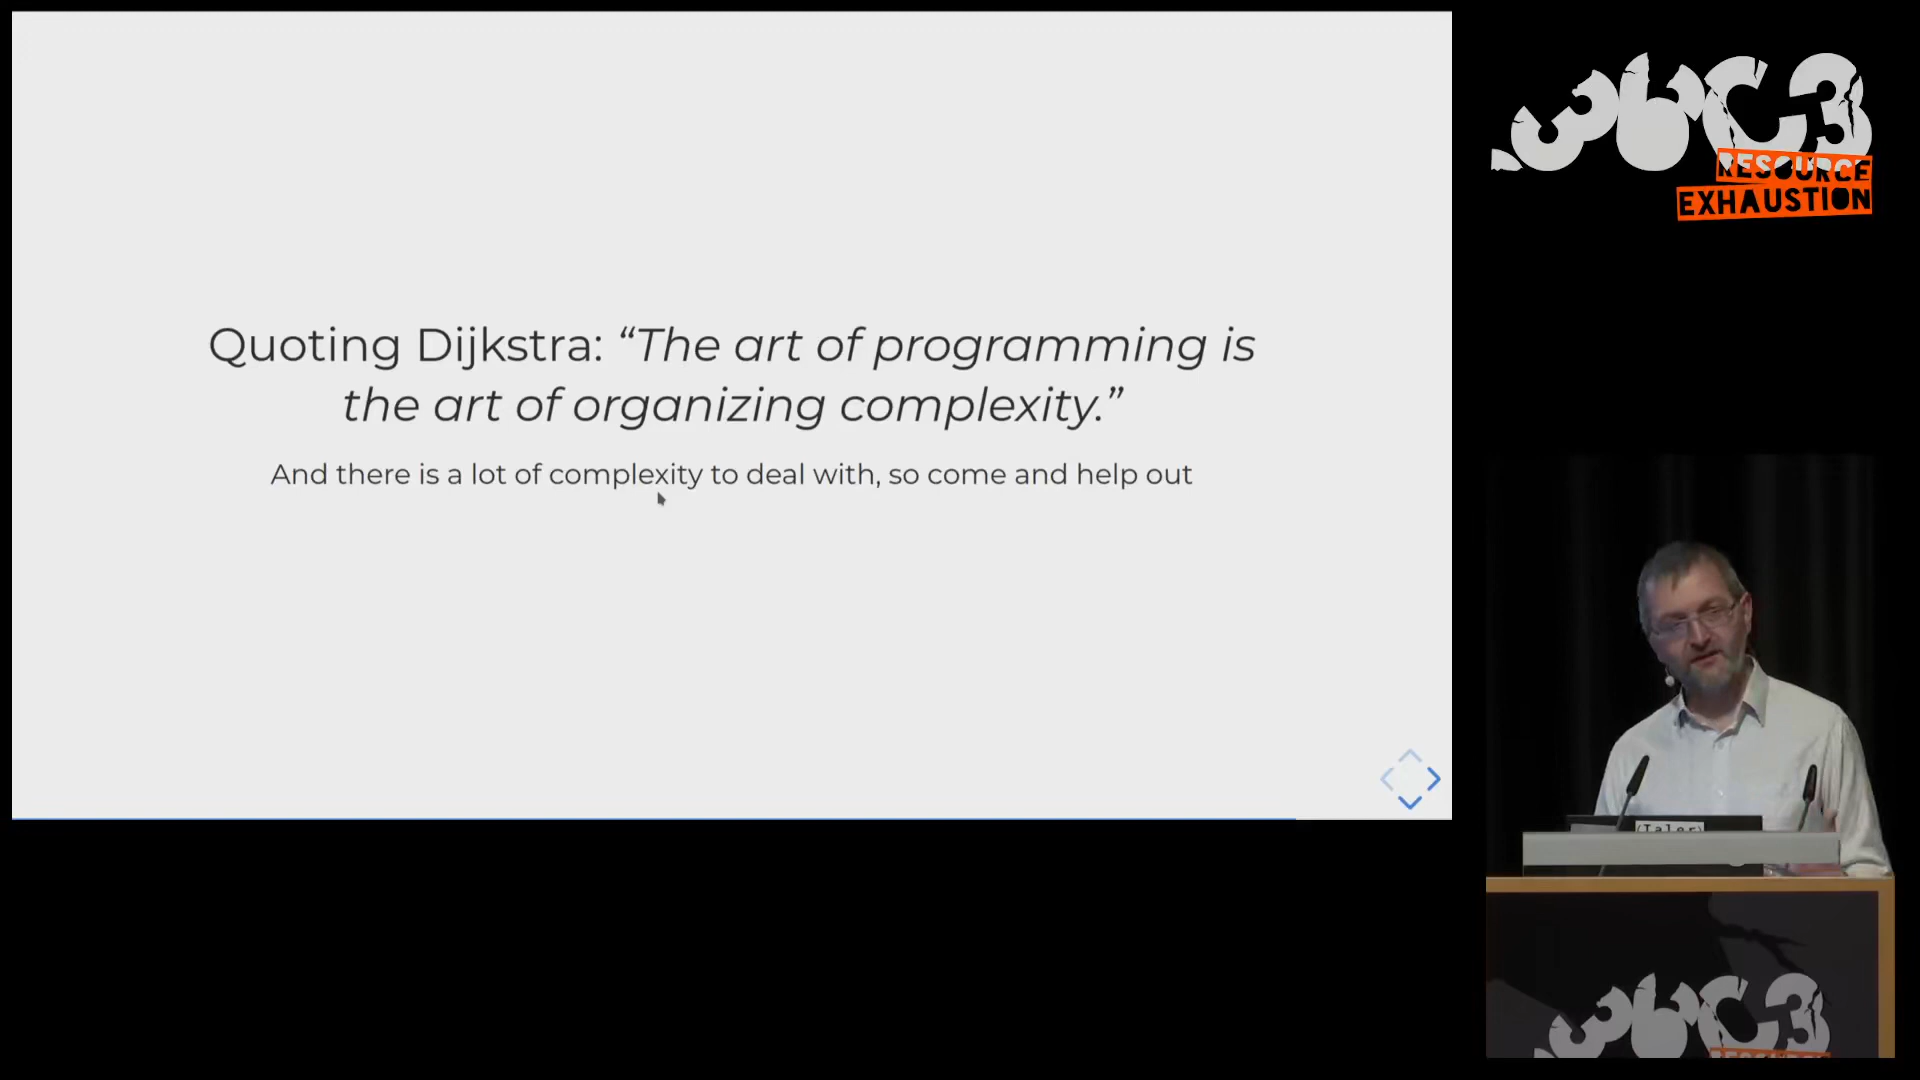 Quoting Dijkstra: “The art of programming is
the art of organizing complexity.”
And there is a lot of complexity to deal with, so come and help out
36C3
RESOURCE
EXHAUSTION
36C3